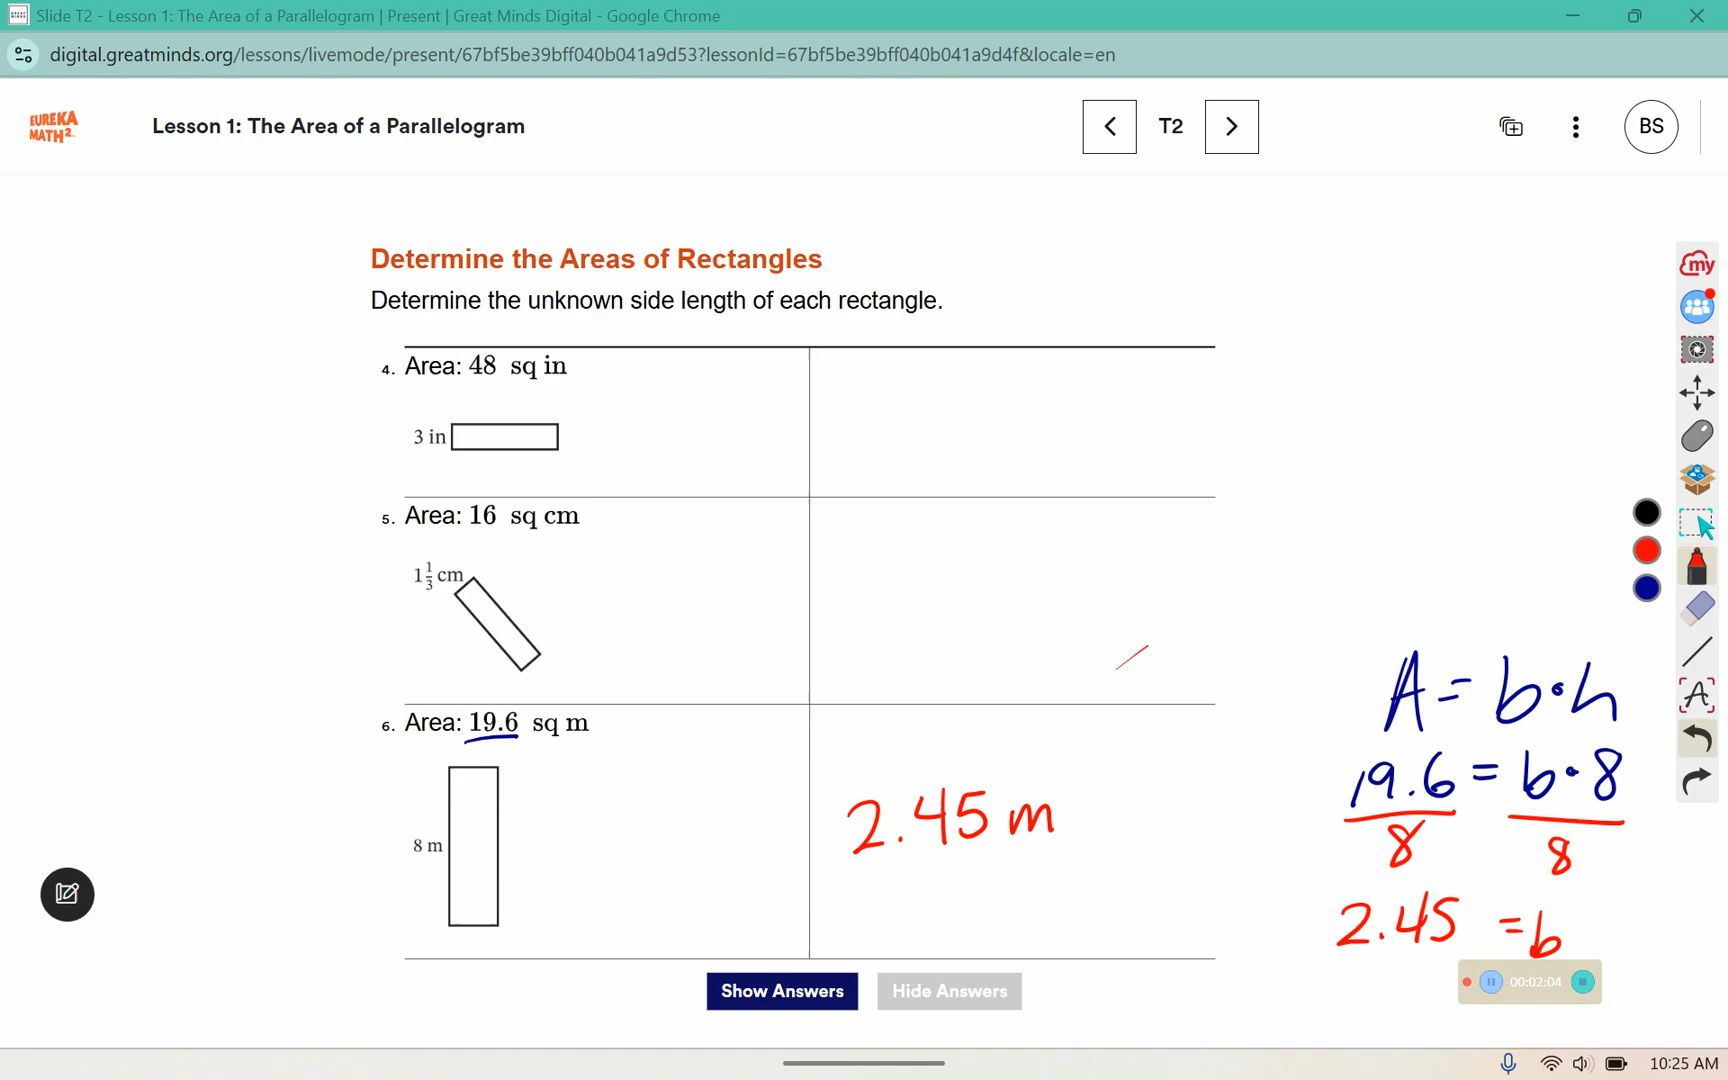 Slide T2 - Lesson 1: The Area of a Parallelogram | Present | Great Minds Digital - Google Chrome
digital.greatminds.org/lessons/livemode/present/67bf5be39bff040b041a9d53?lessonId=67bf5be39bff040b041a9d4f&locale=en
EUREKA
MATH²
Lesson 1: The Area of a Parallelogram
T2
BS
my
Determine the Areas of Rectangles
Determine the unknown side length of each rectangle.
4. Area: 48 sq in
3 in
5. Area: 16 sq cm
1 1/3 cm
6. Area: 19.6 sq m
8 m
2.45 m
A = b · h
19.6 = b · 8
8 8
2.45 = b
A
Show Answers
Hide Answers
00:02:04
10:25 AM